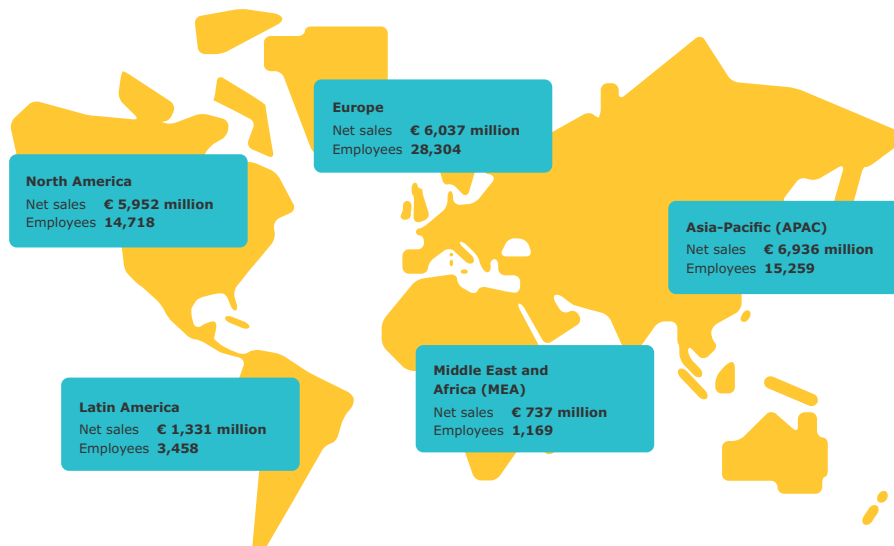 Europe
Net sales € 6,037 million
Employees 28,304
North America
Net sales € 5,952 million
Employees 14,718
Asia-Pacific (APAC)
Net sales € 6,936 million
Employees 15,259
Middle East and
Africa (MEA)
Net sales € 737 million
Employees 1,169
Latin America
Net sales € 1,331 million
Employees 3,458